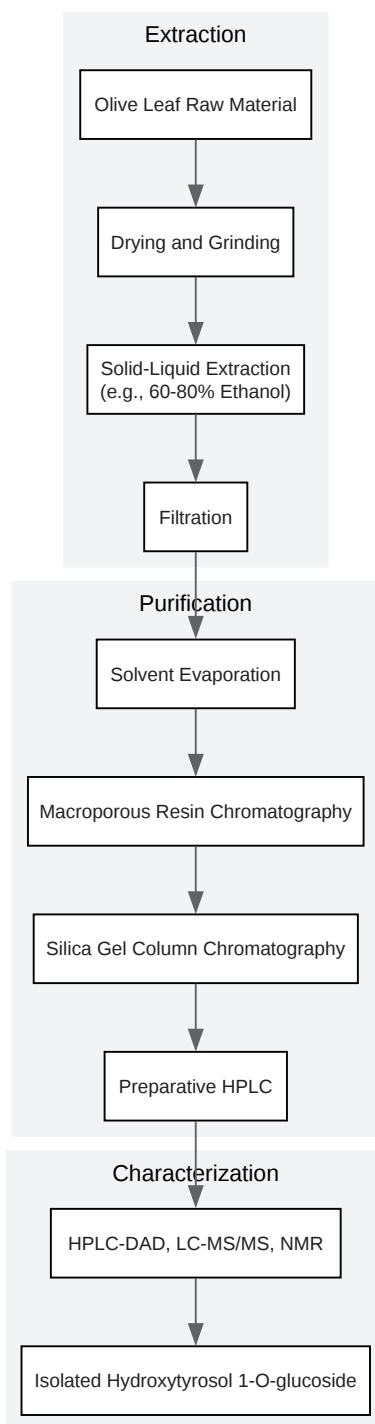 Extraction
Olive Leaf Raw Material
Drying and Grinding
Solid-Liquid Extraction
(e.g., 60-80% Ethanol)
Filtration
Purification
Solvent Evaporation
Macroporous Resin Chromatography
Silica Gel Column Chromatography
Preparative HPLC
Characterization
HPLC-DAD, LC-MS/MS, NMR
Isolated Hydroxytyrosol 1-O-glucoside